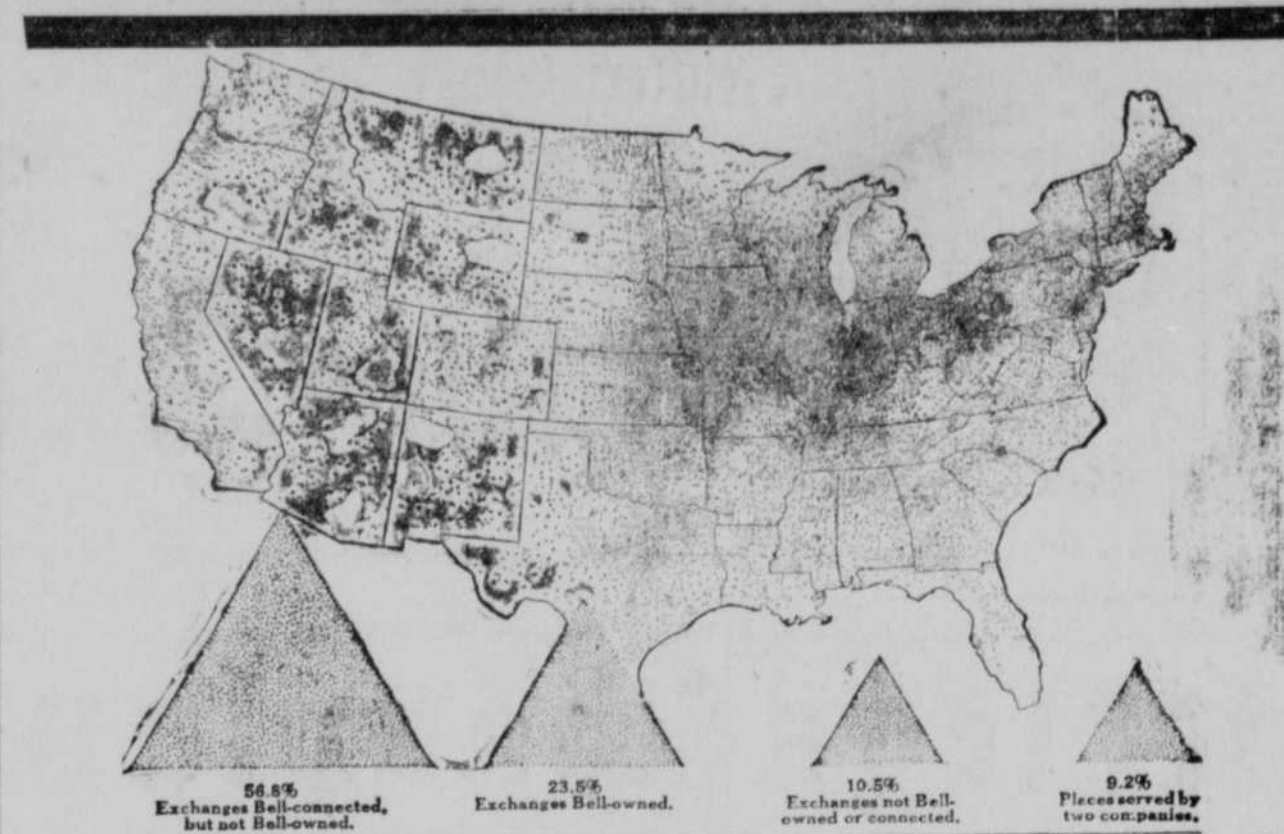 56.8%
Exchanges Bell-connected,
but not Bell-owned.
23.5%
Exchanges Bell-owned.
10.5%
Exchanges not Bell-
owned or connected.
9.2%
Places served by
two companies.